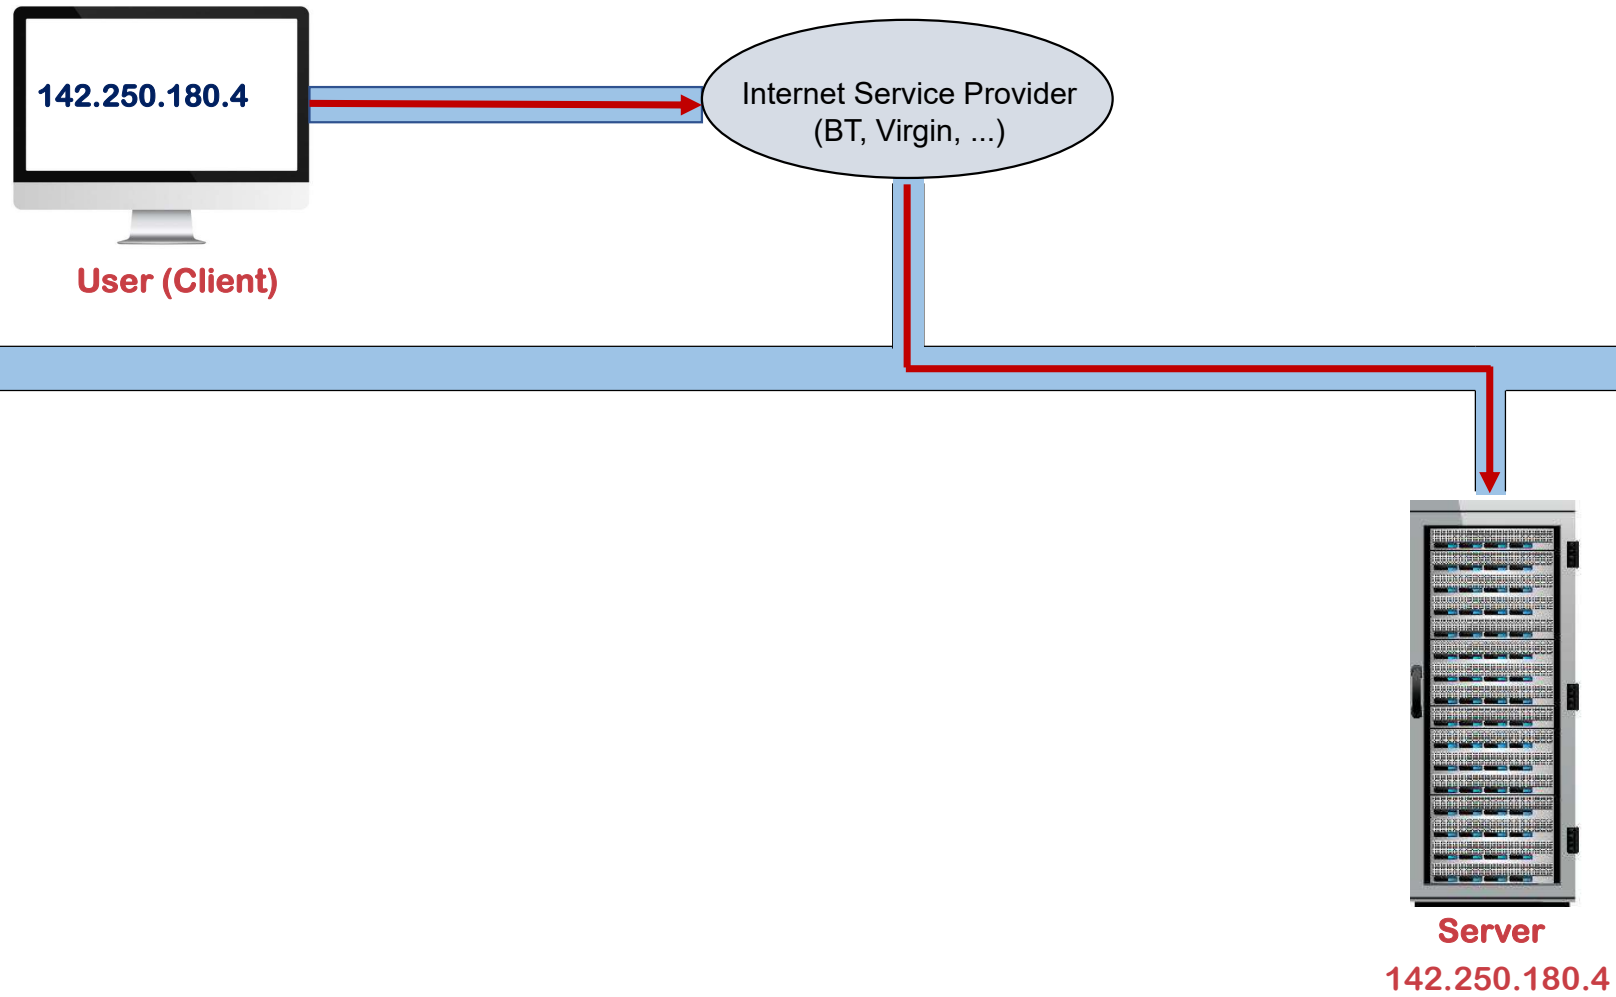 142.250.180.4
Internet Service Provider
(BT, Virgin, ...)
User (Client)
Server
142.250.180.4